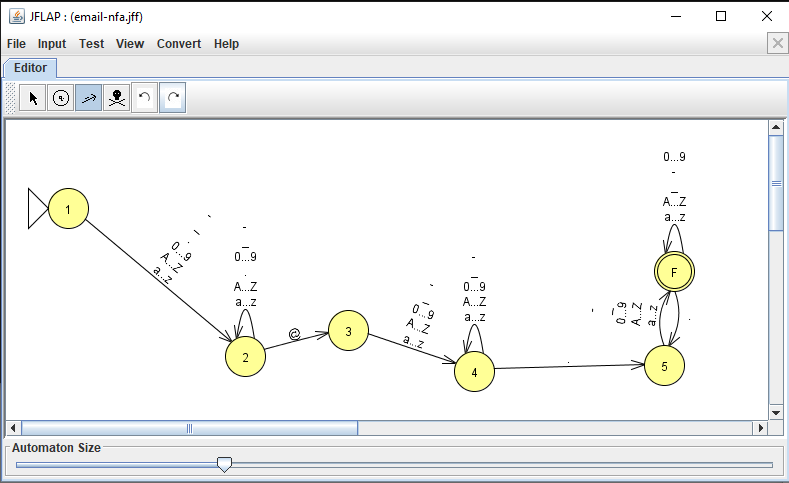 JFLAP : (email-nfa.jff)
File Input Test View Convert Help
Editor
1
-
_
.
0...9
A...Z
a...z
2
-
_
0...9
.
A...Z
a...z
@
3
-
_
0...9
A...Z
a...z
4
-
_
0...9
A...Z
a...z
.
5
-
_
0...9
A...Z
a...z
.
F
0...9
-
_
A...Z
a...z
Automaton Size